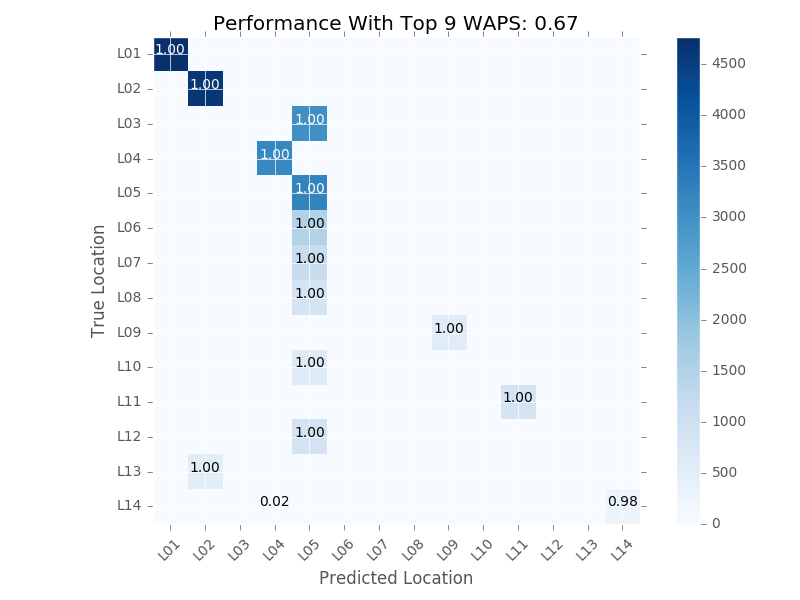 Performance With Top 9 WAPS: 0.67
L01 1.00 4500
L02 1.00 4000
L03 1.00 3500
L04 1.00 3000
L05 1.00 2500
L06 1.00 2000
L07 1.00 1500
L08 1.00 1000
L09 1.00 500
L10 1.00 0
L11 1.00
L12 1.00
L13 1.00
L14 0.02 0.98
True Location
L01 L02 L03 L04 L05 L06 L07 L08 L09 L10 L11 L12 L13 L14
Predicted Location